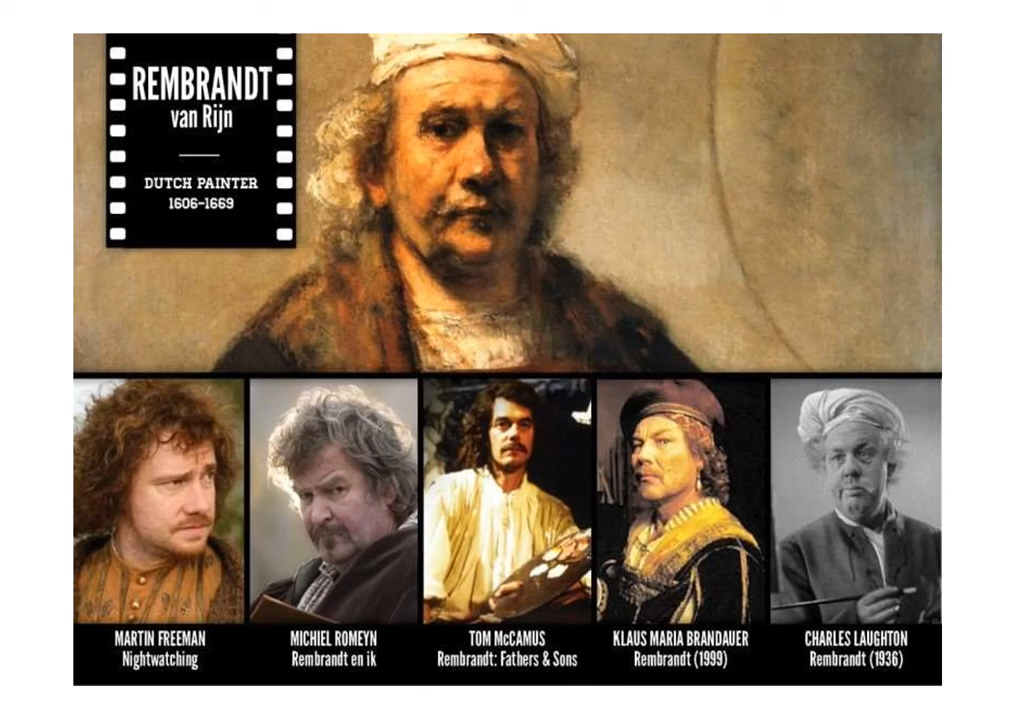 REMBRANDT
van Rijn
DUTCH PAINTER
1606-1669
MARTIN FREEMAN
Nightwatching
MICHIEL ROMEYN
Rembrandt en ik
TOM McCAMUS
Rembrandt: Fathers & Sons
KLAUS MARIA BRANDAUER
Rembrandt (1999)
CHARLES LAUGHTON
Rembrandt (1936)